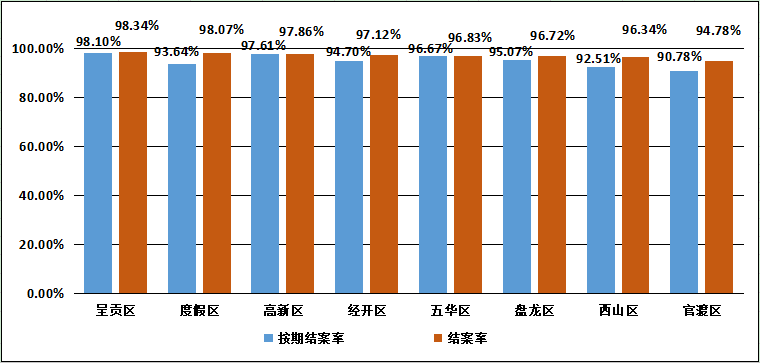 98.34% 98.07% 97.86% 97.12% 96.83% 96.72% 96.34% 94.78%
98.10% 93.64% 97.61% 94.70% 96.67% 95.07% 92.51% 90.78%
100.00%
80.00%
60.00%
40.00%
20.00%
0.00%
呈贡区 度假区 高新区 经开区 五华区 盘龙区 西山区 官渡区
按期结案率 结案率